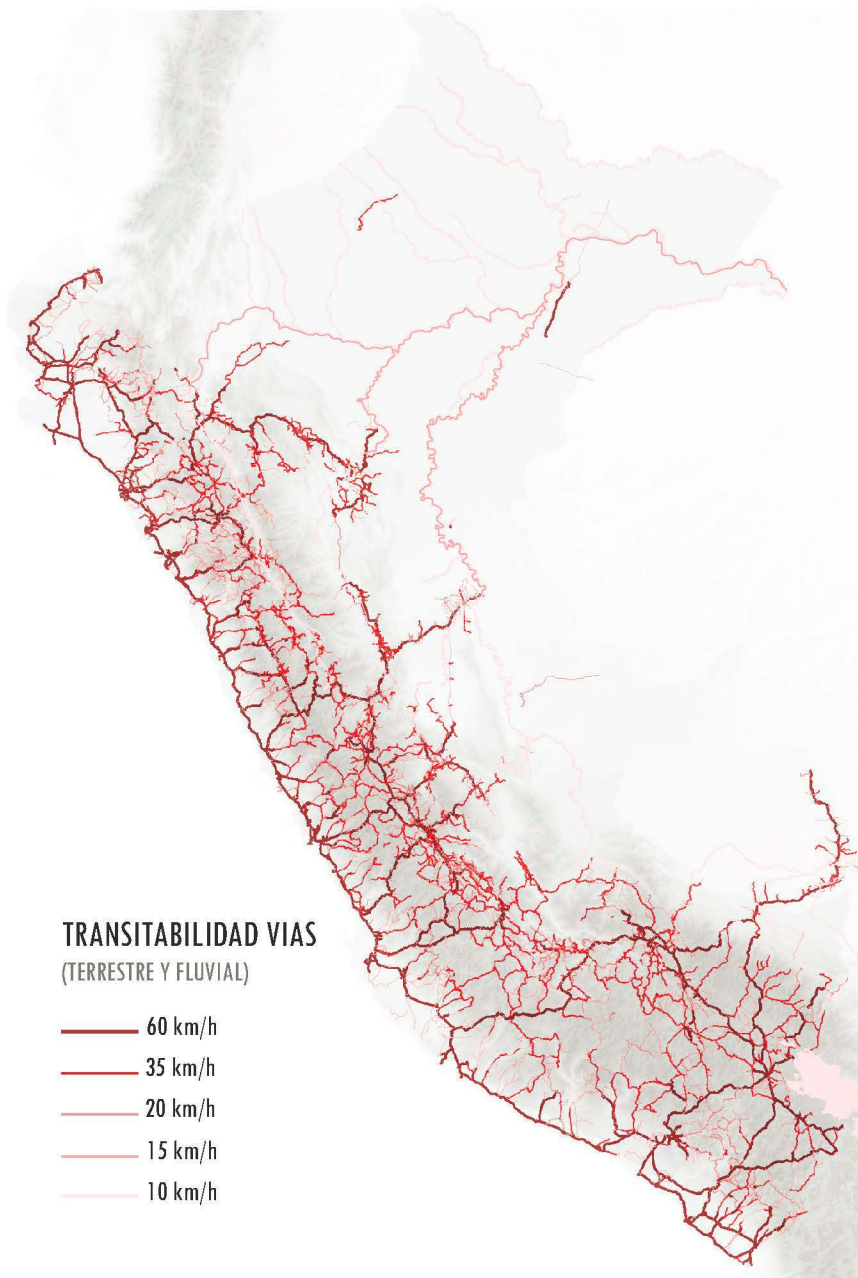 TRANSITABILIDAD VIAS
(TERRESTRE Y FLUVIAL)
60 km/h
35 km/h
20 km/h
15 km/h
10 km/h